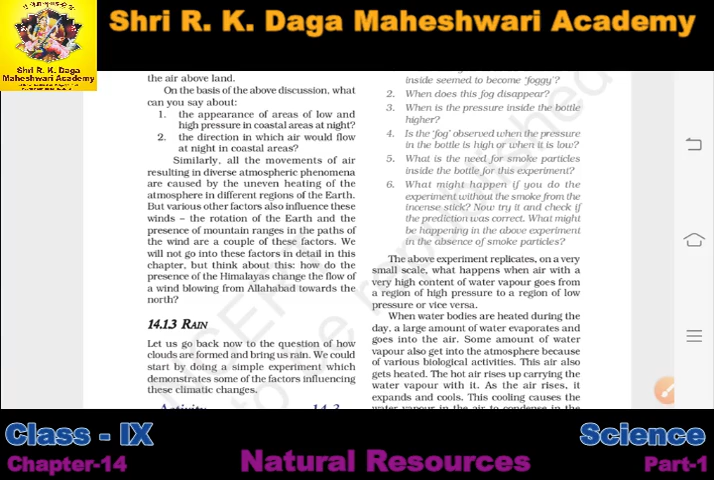 Shri R. K. Daga Maheshwari Academy
Shri R. K. Daga
Maheshwari Academy
the air above land.
On the basis of the above discussion, what
can you say about:
1. the appearance of areas of low and
high pressure in coastal areas at night?
2. the direction in which air would flow
at night in coastal areas?
Similarly, all the movements of air
resulting in diverse atmospheric phenomena
are caused by the uneven heating of the
atmosphere in different regions of the Earth.
But various other factors also influence these
winds – the rotation of the Earth and the
presence of mountain ranges in the paths of
the wind are a couple of these factors. We
will not go into these factors in detail in this
chapter, but think about this: how do the
presence of the Himalayas change the flow of
a wind blowing from Allahabad towards the
north?
14.13 RAIN
Let us go back now to the question of how
clouds are formed and bring us rain. We could
start by doing a simple experiment which
demonstrates some of the factors influencing
these climatic changes.
Activity 14.3
inside seemed to become ‘foggy’?
2. When does this fog disappear?
3. When is the pressure inside the bottle
higher?
4. Is the ‘fog’ observed when the pressure
in the bottle is high or when it is low?
5. What is the need for smoke particles
inside the bottle for this experiment?
6. What might happen if you do the
experiment without the smoke from the
incense stick? Now try it and check if
the prediction was correct. What might
be happening in the above experiment
in the absence of smoke particles?
The above experiment replicates, on a very
small scale, what happens when air with a
very high content of water vapour goes from
a region of high pressure to a region of low
pressure or vice versa.
When water bodies are heated during the
day, a large amount of water evaporates and
goes into the air. Some amount of water
vapour also get into the atmosphere because
of various biological activities. This air also
gets heated. The hot air rises up carrying the
water vapour with it. As the air rises, it
expands and cools. This cooling causes the
water vapour in the air to condense in the
Class - IX
Science
Chapter-14
Natural Resources
Part-1